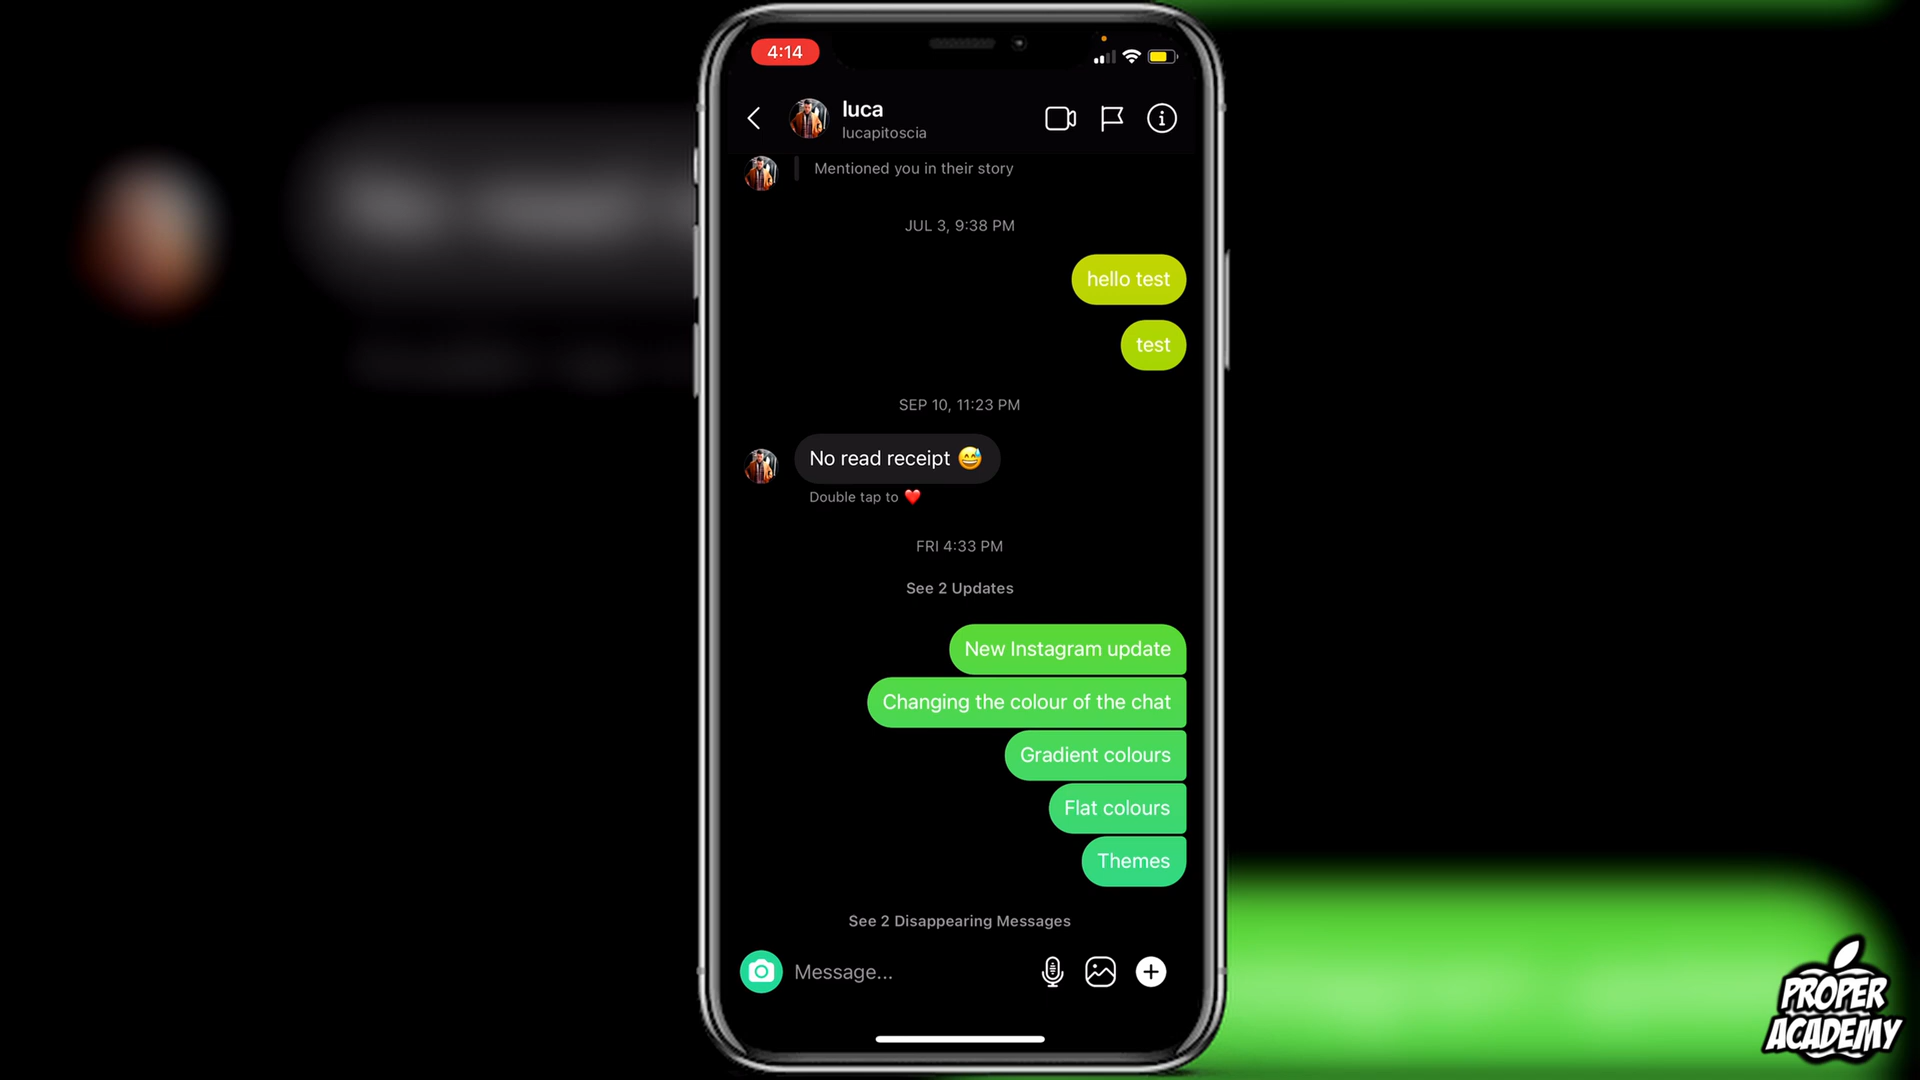 4:14
luca
lucapitoscia
Mentioned you in their story
JUL 3, 9:38 PM
hello test
test
SEP 10, 11:23 PM
No read receipt 😅
Double tap to ❤️
FRI 4:33 PM
See 2 Updates
New Instagram update
Changing the colour of the chat
Gradient colours
Flat colours
Themes
See 2 Disappearing Messages
Message...
PROPER
ACADEMY